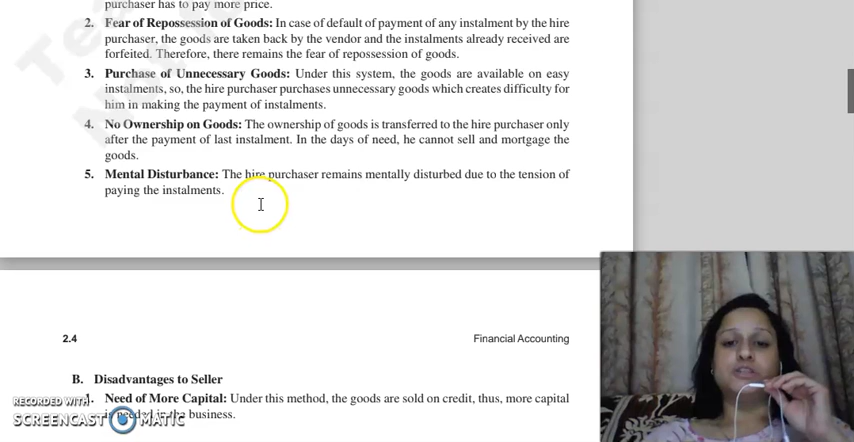 purchaser has to pay more price.
2. Fear of Repossession of Goods: In case of default of payment of any instalment by the hire
purchaser, the goods are taken back by the vendor and the instalments already received are
forfeited. Therefore, there remains the fear of repossession of goods.
3. Purchase of Unnecessary Goods: Under this system, the goods are available on easy
instalments, so, the hire purchaser purchases unnecessary goods which creates difficulty for
him in making the payment of instalments.
4. No Ownership on Goods: The ownership of goods is transferred to the hire purchaser only
after the payment of last instalment. In the days of need, he cannot sell and mortgage the
goods.
5. Mental Disturbance: The hire purchaser remains mentally disturbed due to the tension of
paying the instalments.
2.4 Financial Accounting
B. Disadvantages to Seller
1. Need of More Capital: Under this method, the goods are sold on credit, thus, more capital
is needed in the business.
RECORDED WITH
SCREENCAST MATIC